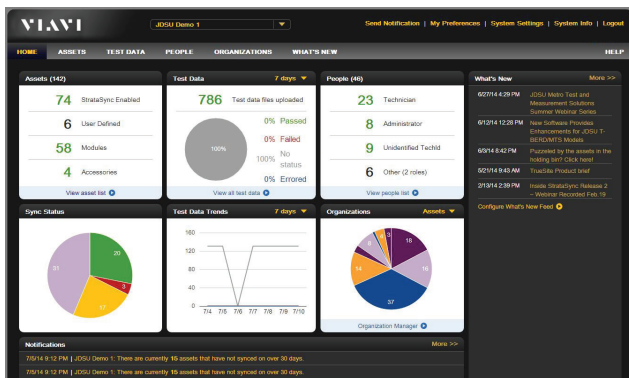 VIAVI
JDSU Demo 1
Send Notification | My Preferences | System Settings | System Info | Logout
HOME ASSETS TEST DATA PEOPLE ORGANIZATIONS WHAT'S NEW HELP
Assets (142)
74 StrataSync Enabled
6 User Defined
58 Modules
4 Accessories
View asset list
Test Data 7 days
786 Test data files uploaded
100%
0% Passed
0% Failed
100% No status
0% Errored
View all test data
People (46)
23 Technician
8 Administrator
9 Unidentified TechId
6 Other (2 roles)
View people list
What's New More >>
6/27/14 4:29 PM JDSU Metro Test and
Measurement Solutions
Summer Webinar Series
6/12/14 12:28 PM New Software Provides
Enhancements for JDSU T-
BERD/MTS Models
6/3/14 8:42 PM Puzzeled by the assets in the
holding bin? Click here!
5/21/14 9:43 AM TrueSite Product brief
2/13/14 2:39 PM Inside StrataSync Release 2
– Webinar Recorded Feb.19
Configure What's New Feed
Sync Status
20
3
17
31
Test Data Trends 7 days
160
120
80
40
0
7/4 7/5 7/6 7/7 7/8 7/9 7/10
Organizations Assets
18
16
37
14
8
4
3
Organization Manager
Notifications More >>
7/5/14 9:12 PM | JDSU Demo 1: There are currently 15 assets that have not synced on over 30 days.
7/5/14 9:12 PM | JDSU Demo 1: There are currently 15 assets that have not synced on over 30 days.